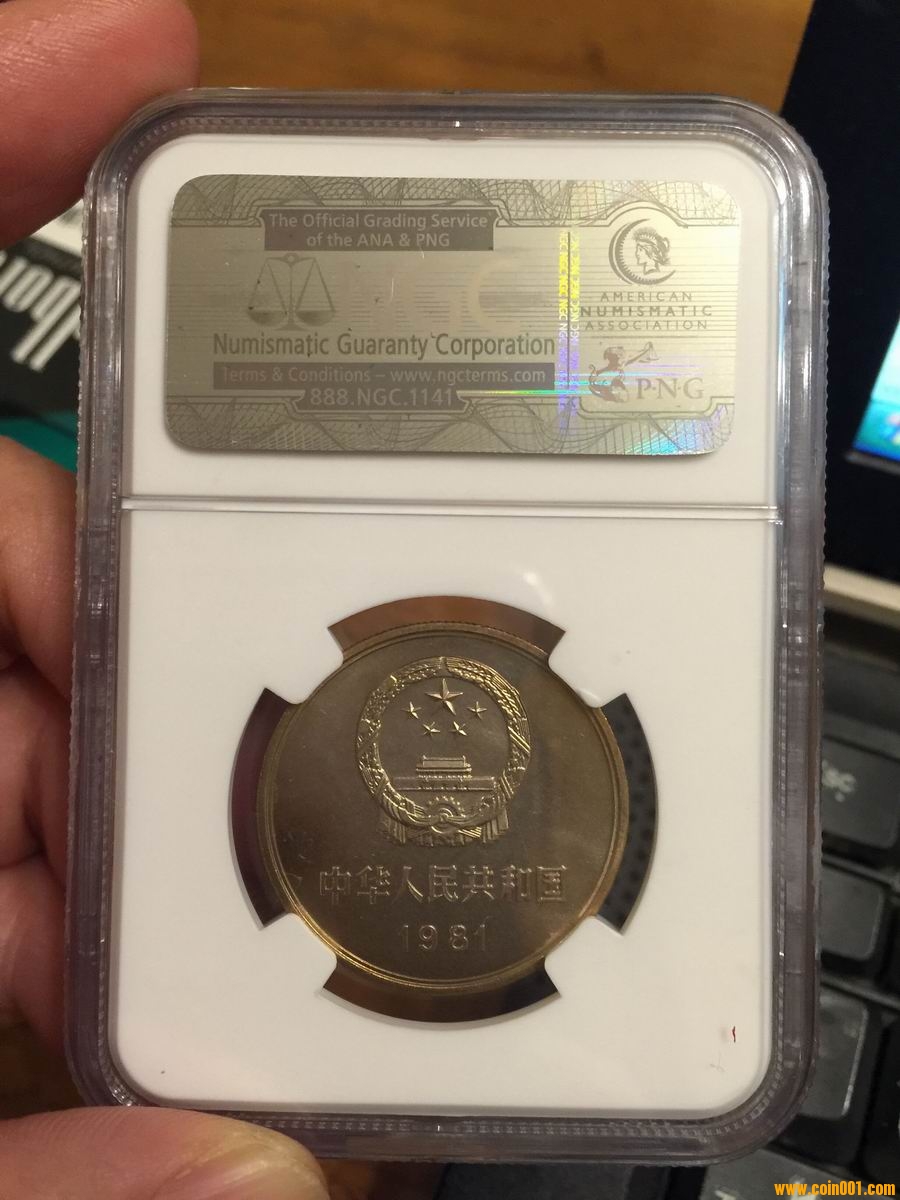 The Official Grading Service
of the ANA & PNG
NGC
Numismatic Guaranty Corporation
Terms & Conditions – www.ngcterms.com
888.NGC.1141
AMERICAN
NUMISMATIC
ASSOCIATION
P·N·G
中华人民共和国
1981
www.coin001.com